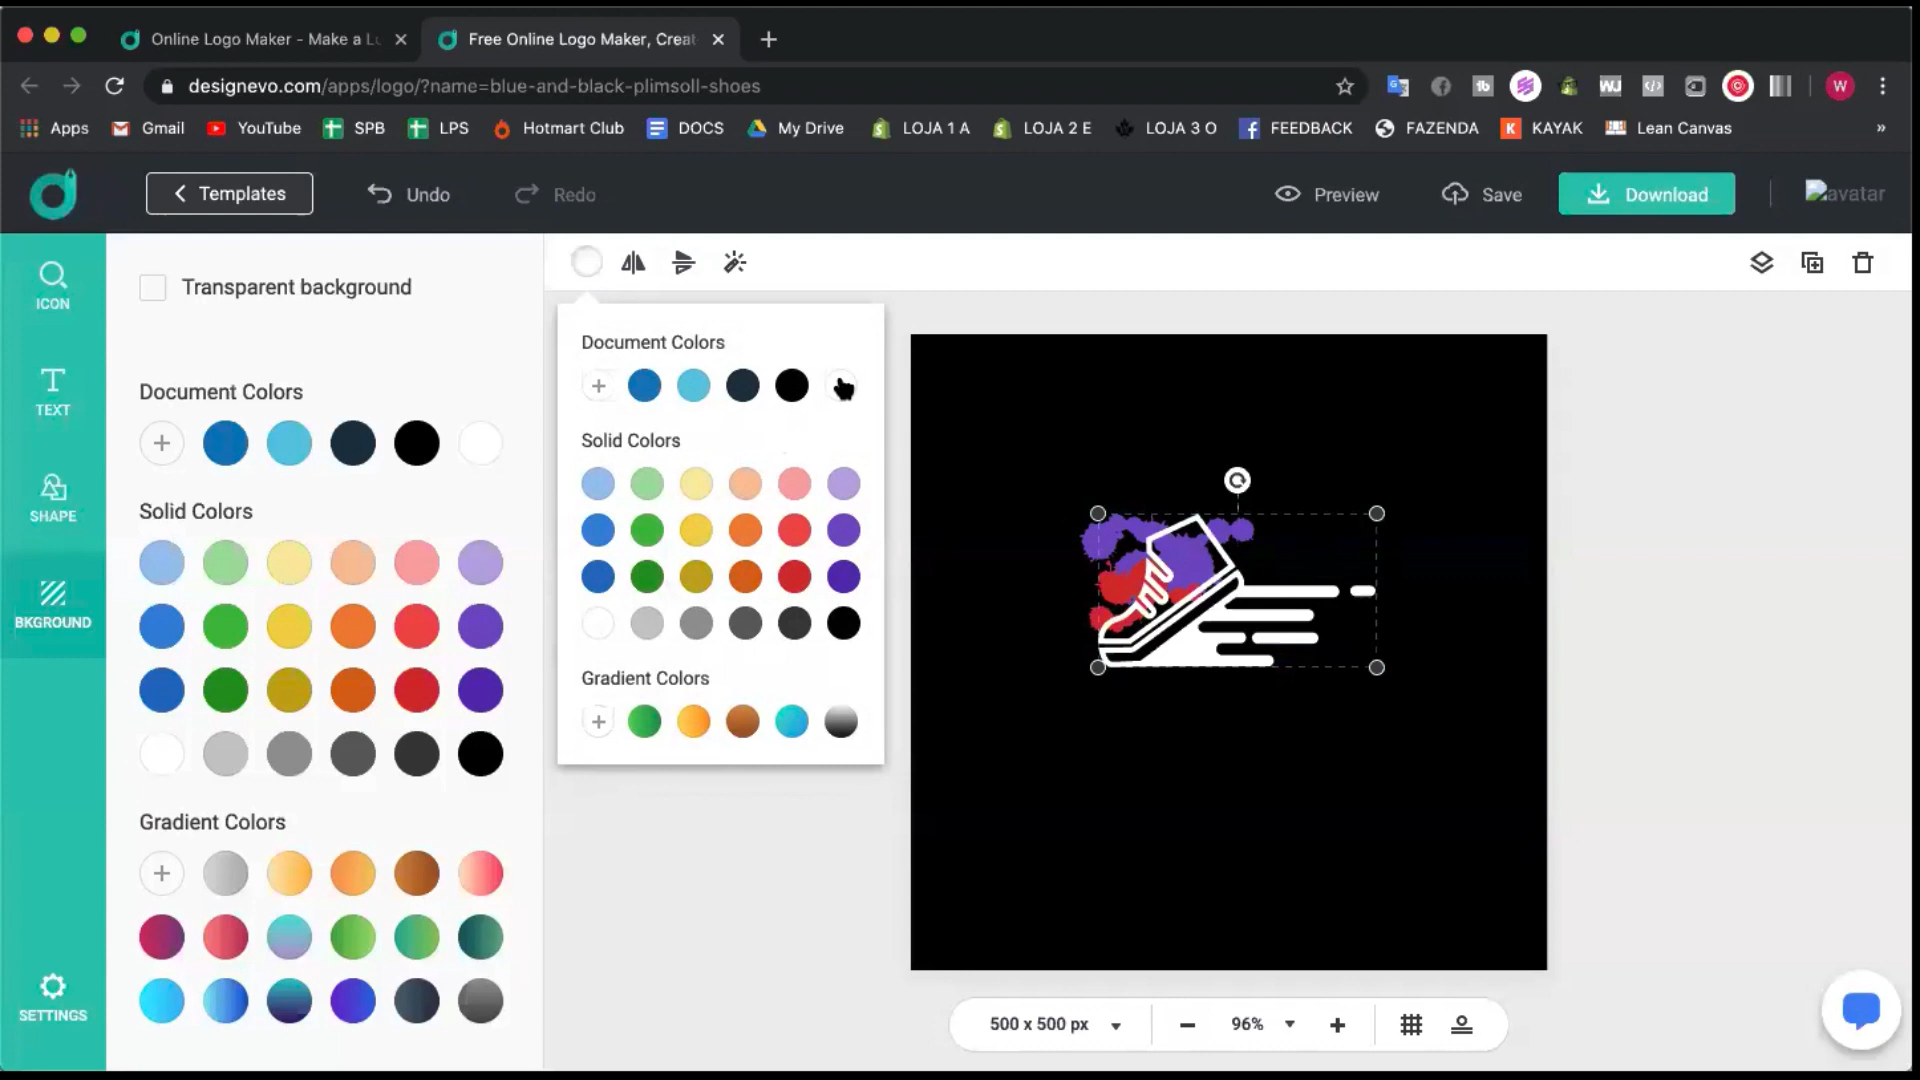 Online Logo Maker - Make a Lo
Free Online Logo Maker, Creat
designevo.com/apps/logo/?name=blue-and-black-plimsoll-shoes
W
Apps
Gmail
YouTube
SPB
LPS
Hotmart Club
DOCS
My Drive
LOJA 1 A
LOJA 2 E
LOJA 3 O
FEEDBACK
FAZENDA
KAYAK
Lean Canvas
»
Templates
Undo
Redo
Preview
Save
Download
avatar
ICON
TEXT
SHAPE
BKGROUND
SETTINGS
Transparent background
Document Colors
Solid Colors
Gradient Colors
Document Colors
Solid Colors
Gradient Colors
500 x 500 px
96%